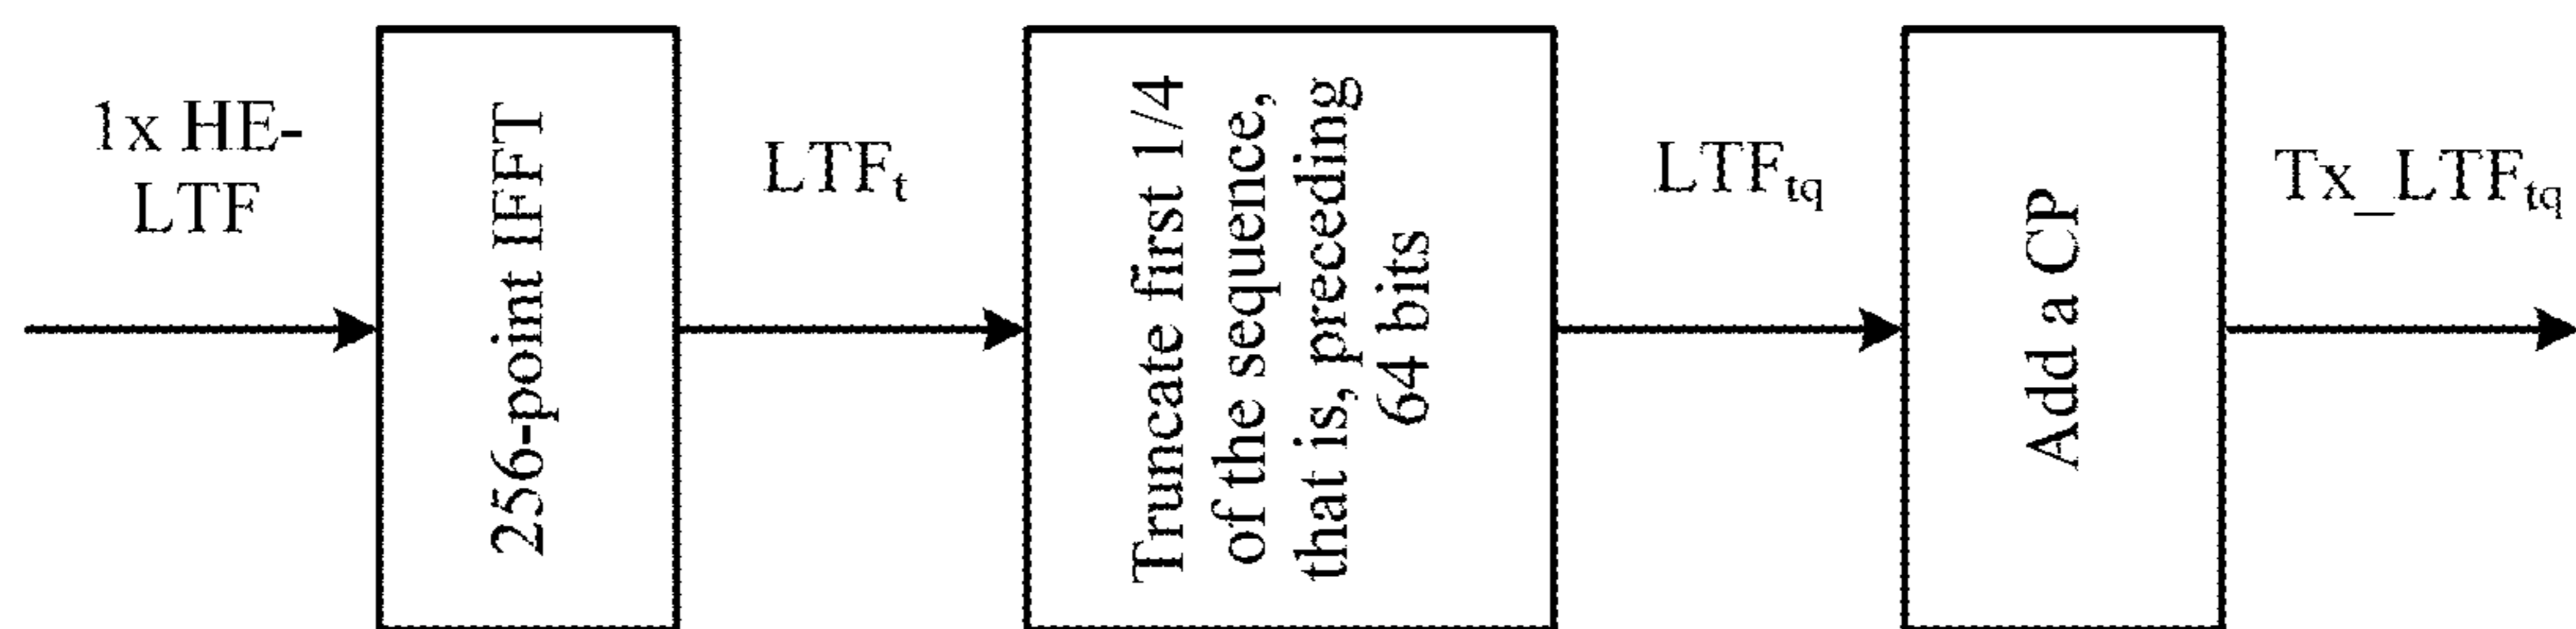 1x HE-
LTF
256-point IFFT
LTFt
Truncate first 1/4
of the sequence,
that is, preceding
64 bits
LTFtq
Add a CP
Tx_LTFtq